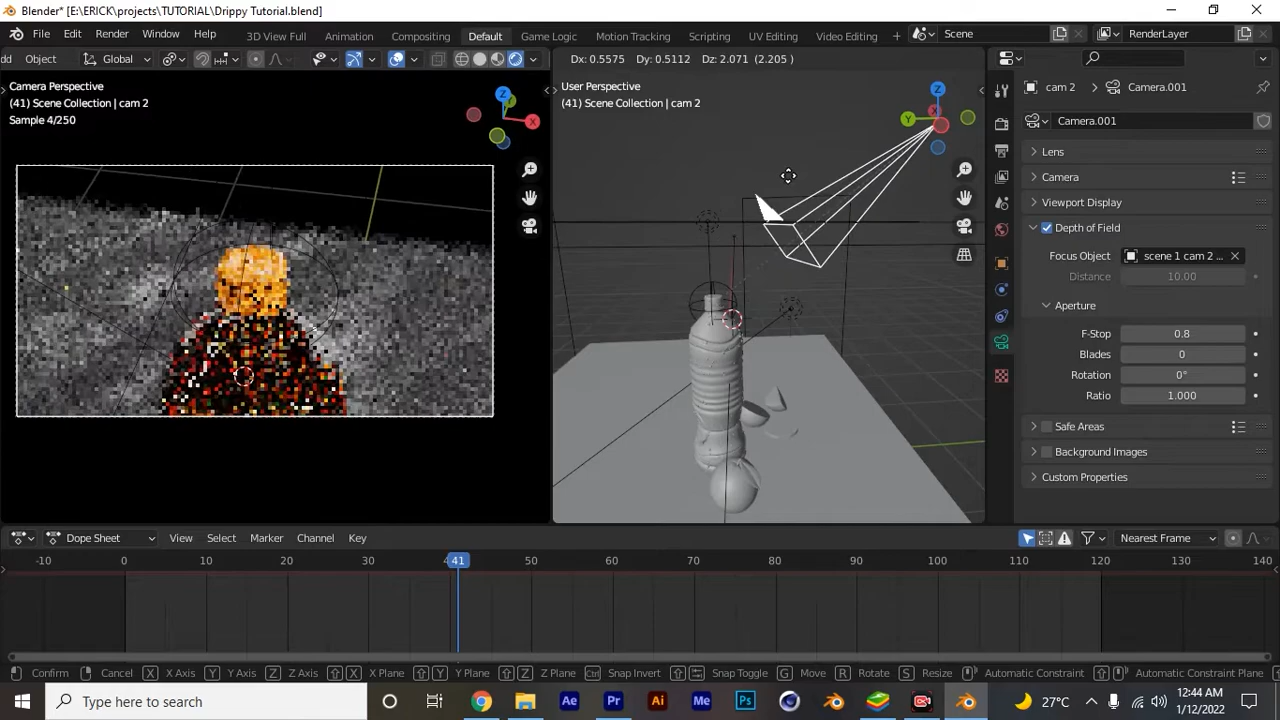 Blender* [E:\ERICK\projects\TUTORIAL\Drippy Tutorial.blend]
File Edit Render Window Help
3D View Full Animation Compositing Default Game Logic Motion Tracking Scripting UV Editing Video Editing + Scene RenderLayer
dd Object Global
Dx: 0.5575 Dy: 0.5112 Dz: 2.071 (2.205 )
Camera Perspective
(41) Scene Collection | cam 2
Sample 4/250
Z
X
User Perspective
(41) Scene Collection | cam 2
Z
X
Y
cam 2 Camera.001
Camera.001
Lens
Camera
Viewport Display
Depth of Field
Focus Object scene 1 cam 2 ...
Distance 10.00
Aperture
F-Stop 0.8
Blades 0
Rotation 0°
Ratio 1.000
Safe Areas
Background Images
Custom Properties
Dope Sheet View Select Marker Channel Key Nearest Frame
-10 0 10 20 30 4 41 50 60 70 80 90 100 110 120 130 140
Confirm Cancel X X Axis Y Y Axis Z Z Axis X X Plane Y Y Plane Z Z Plane Ctrl Snap Invert Snap Toggle G Move R Rotate S Resize Automatic Constraint Automatic Constraint Plane
Type here to search
Ae Pr Ai Me Ps
27°C
12:44 AM
1/12/2022